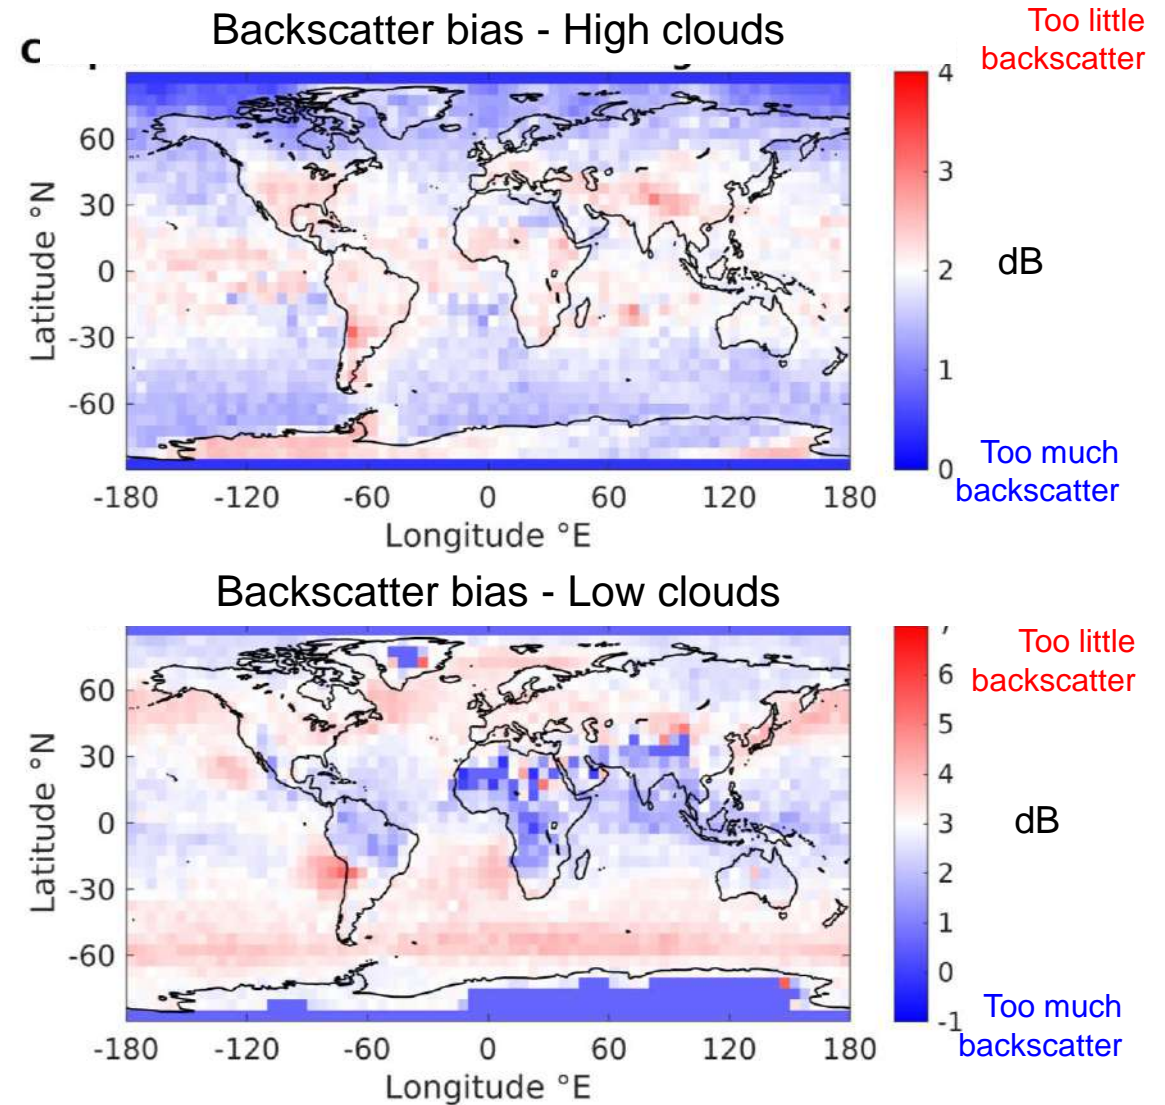 Backscatter bias - High clouds
Too little
backscatter
Latitude °N
60
30
0
-30
-60
-180
-120
-60
0
60
120
180
Longitude °E
4
3
2
1
0
dB
Too much
backscatter
Backscatter bias - Low clouds
Too little
backscatter
Latitude °N
60
30
0
-30
-60
-180
-120
-60
0
60
120
180
Longitude °E
6
5
4
3
2
1
0
-1
dB
Too much
backscatter